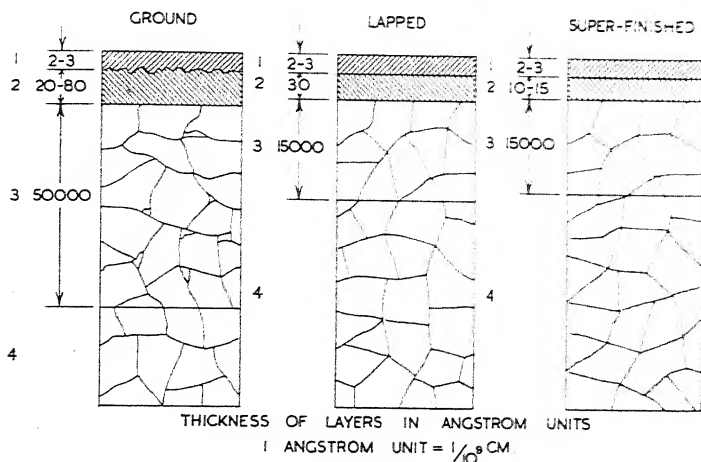 GROUND LAPPED SUPER-FINISHED
1 2-3 1 2-3 1 2-3
2 20-80 2 30 2 10-15
3 50000 3 15000 3 15000
4 4 4
THICKNESS OF LAYERS IN ANGSTROM UNITS
1 ANGSTROM UNIT = 1/10⁸ CM.